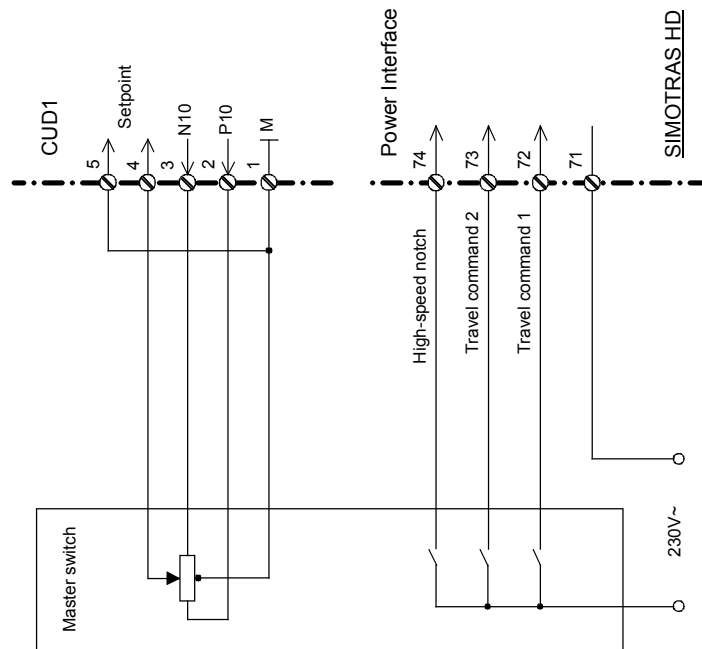 CUD1
Setpoint
N10
P10
M
5
4
3
2
1
Power Interface
SIMOTRAS HD
74
73
72
71
High-speed notch
Travel command 2
Travel command 1
Master switch
230V~